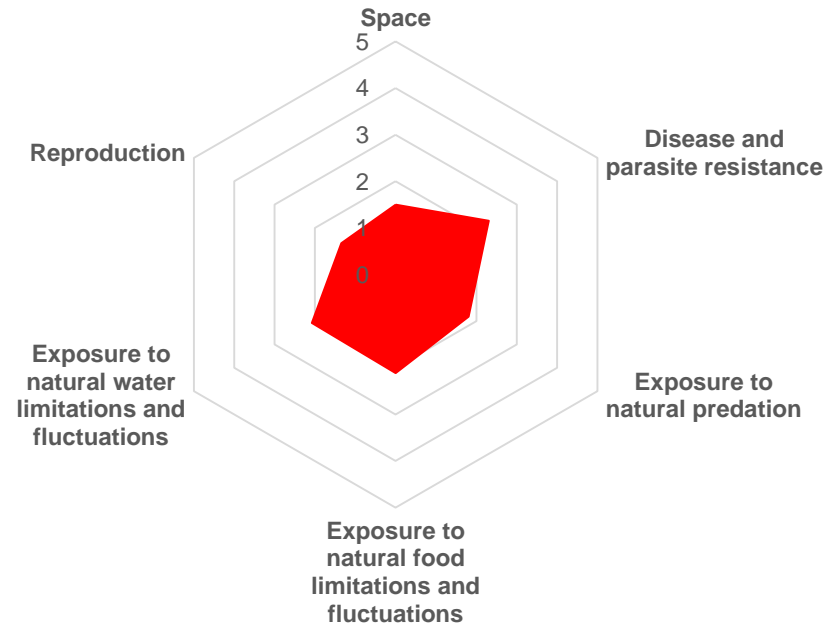 Space
5
4
3
2
1
0
Disease and
parasite resistance
Exposure to
natural predation
Exposure to
natural food
limitations and
fluctuations
Exposure to
natural water
limitations and
fluctuations
Reproduction